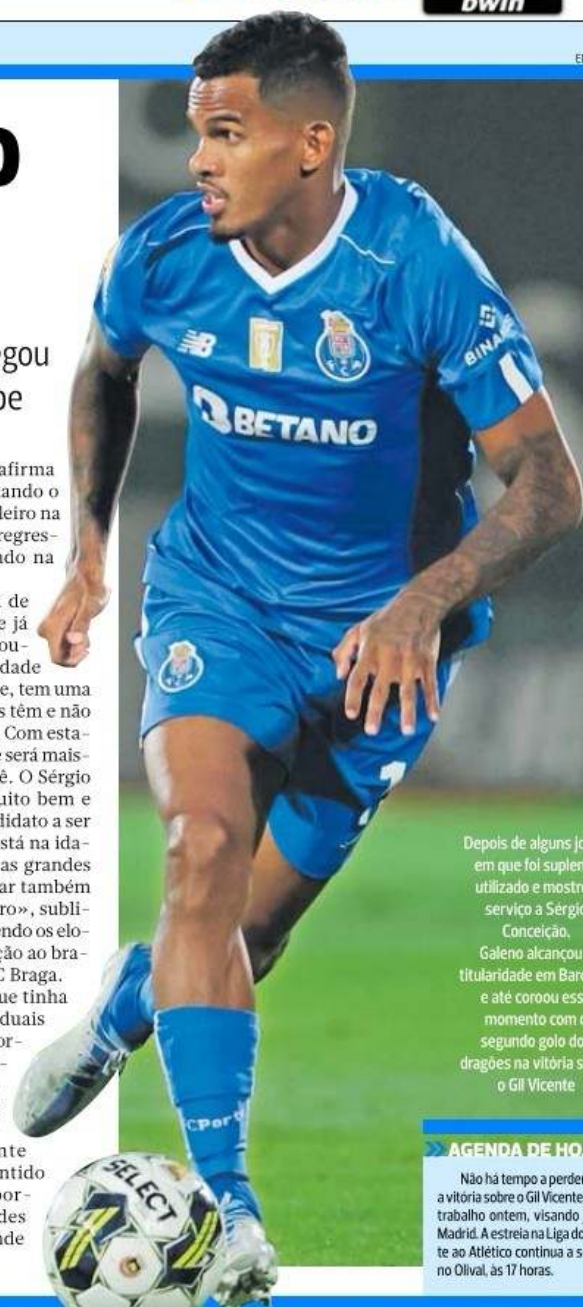 bwin
egou
afirma
leiro na
regres-
do na
de
e já
ou-
dade
e, tem uma
s têm e não
Com esta-
será mais-
ê. O Sérgio
uito bem e
didato a ser
stá na ida-
as grandes
ar também
ro», subli-
endo os elo-
ção ao bra-
C Braga.
ue tinha
duais
or-
nte
ntido
por-
des
nde
NB
BETANO
BINA
FCPorto
SELECT
Depois de alguns jo
em que foi suplen
utilizado e mostro
serviço a Sérgio
Conceição,
Galeno alcançou
titularidade em Barc
e até coroou ess
momento com o
segundo golo do
dragões na vitória s
o Gil Vicente
AGENDA DE HO
Não há tempo a perder
a vitória sobre o Gil Vicente
trabalho ontem, visando
Madrid. A estreia na Liga do
te ao Atlético continua a s
no Olival, às 17 horas.